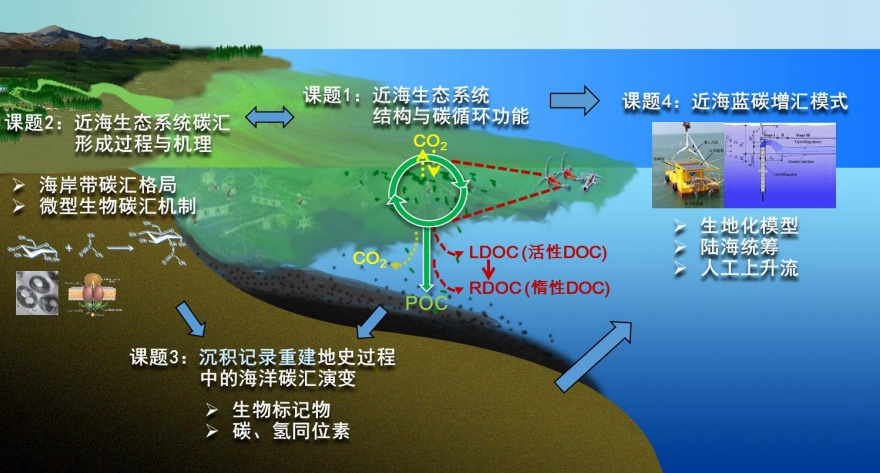 课题1：近海生态系统
结构与碳循环功能
课题2：近海生态系统碳汇
形成过程与机理
➢ 海岸带碳汇格局
➢ 微型生物碳汇机制
课题4：近海蓝碳增汇模式
➢ 生地化模型
➢ 陆海统筹
➢ 人工上升流
CO₂
CO₂
LDOC (活性DOC)
RDOC (惰性DOC)
POC
课题3：沉积记录重建地史过程
中的海洋碳汇演变
➢ 生物标记物
➢ 碳、氢同位素